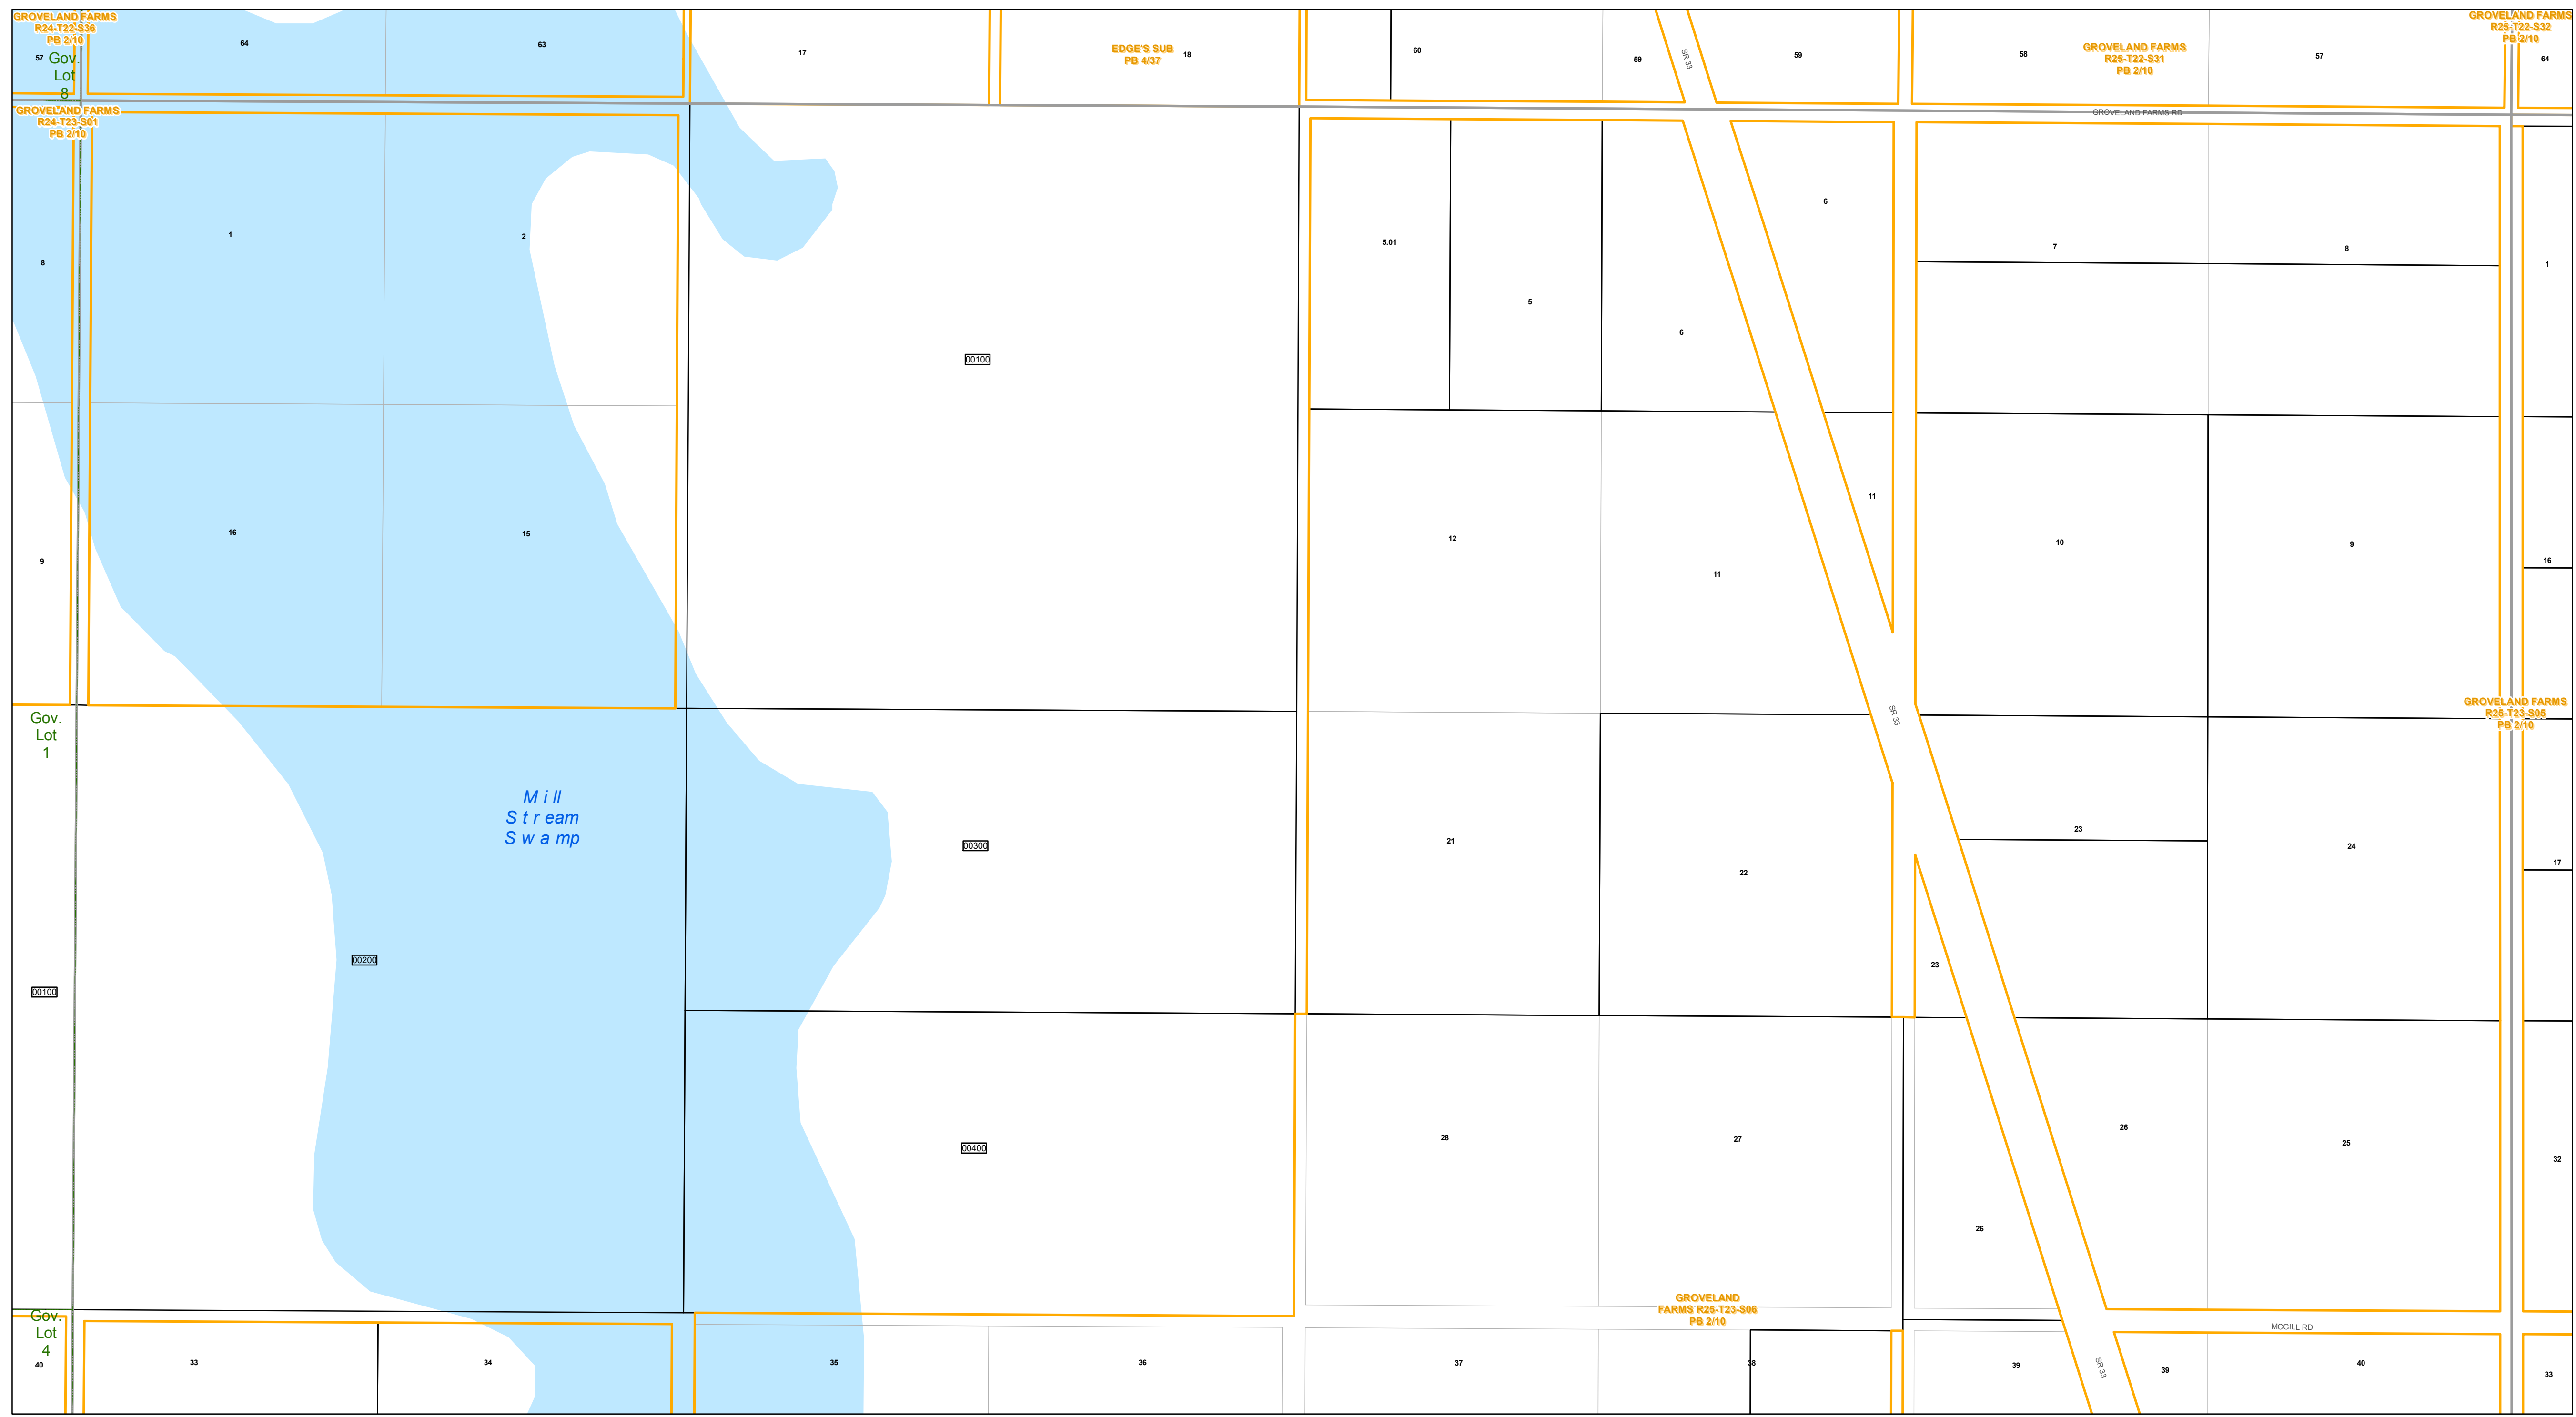 GROVELAND FARMS
R24-T22-S36
PB 2/10
57
Gov.
Lot
8
64
63
17
EDGE'S SUB
PB 4/37
18
60
59
SR 33
59
58
GROVELAND FARMS
R25-T22-S31
PB 2/10
57
GROVELAND FARMS
R25-T22-S32
PB 2/10
64
GROVELAND FARMS RD
GROVELAND FARMS
R24-T23-S01
PB 2/10
8
1
2
00100
5.01
5
6
6
7
8
1
9
16
15
12
11
11
10
9
16
Gov.
Lot
1
SR 33
GROVELAND FARMS
R25-T23-S05
PB 2/10
Mill
Stream
Swamp
00300
21
22
23
24
17
00200
00100
23
00400
28
27
26
26
25
32
GROVELAND
FARMS R25-T23-S06
PB 2/10
Gov.
Lot
4
40
33
34
35
36
37
38
39
SR 33
39
MCGILL RD
40
33